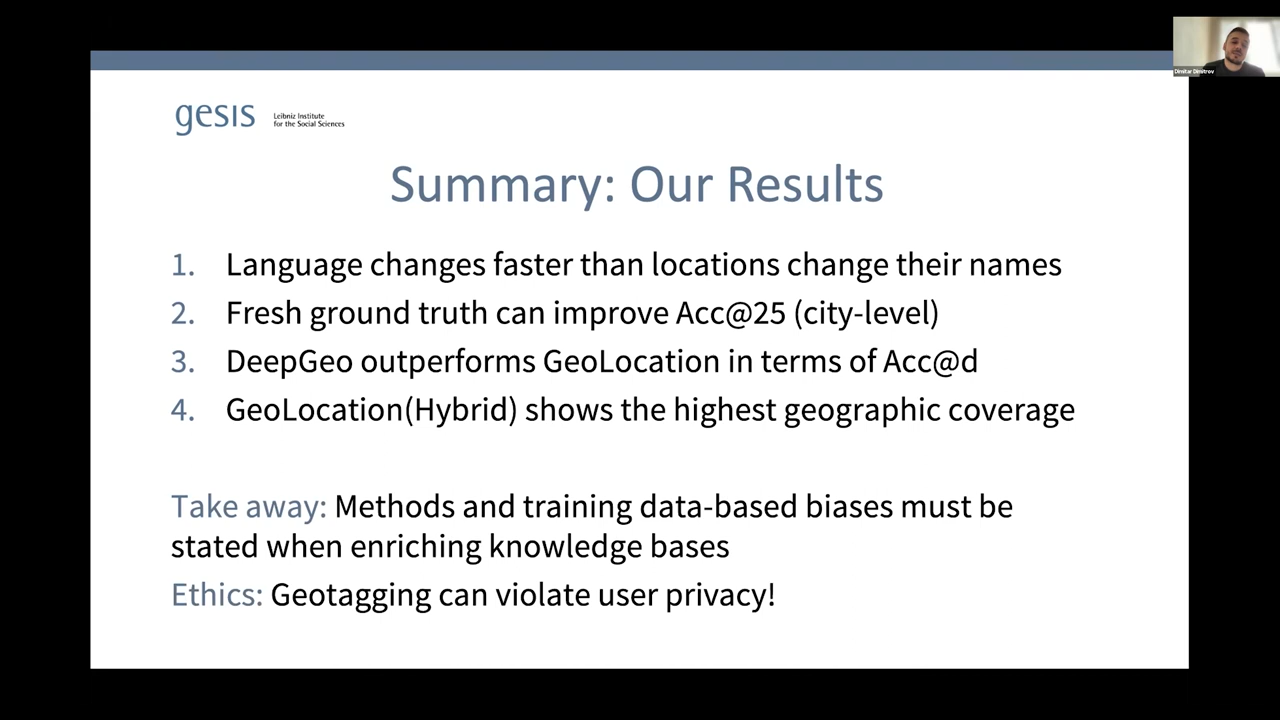 Dimitar Dimitrov
gesis
Leibniz Institute
for the Social Sciences
Summary: Our Results
1. Language changes faster than locations change their names
2. Fresh ground truth can improve Acc@25 (city-level)
3. DeepGeo outperforms GeoLocation in terms of Acc@d
4. GeoLocation(Hybrid) shows the highest geographic coverage
Take away: Methods and training data-based biases must be
stated when enriching knowledge bases
Ethics: Geotagging can violate user privacy!